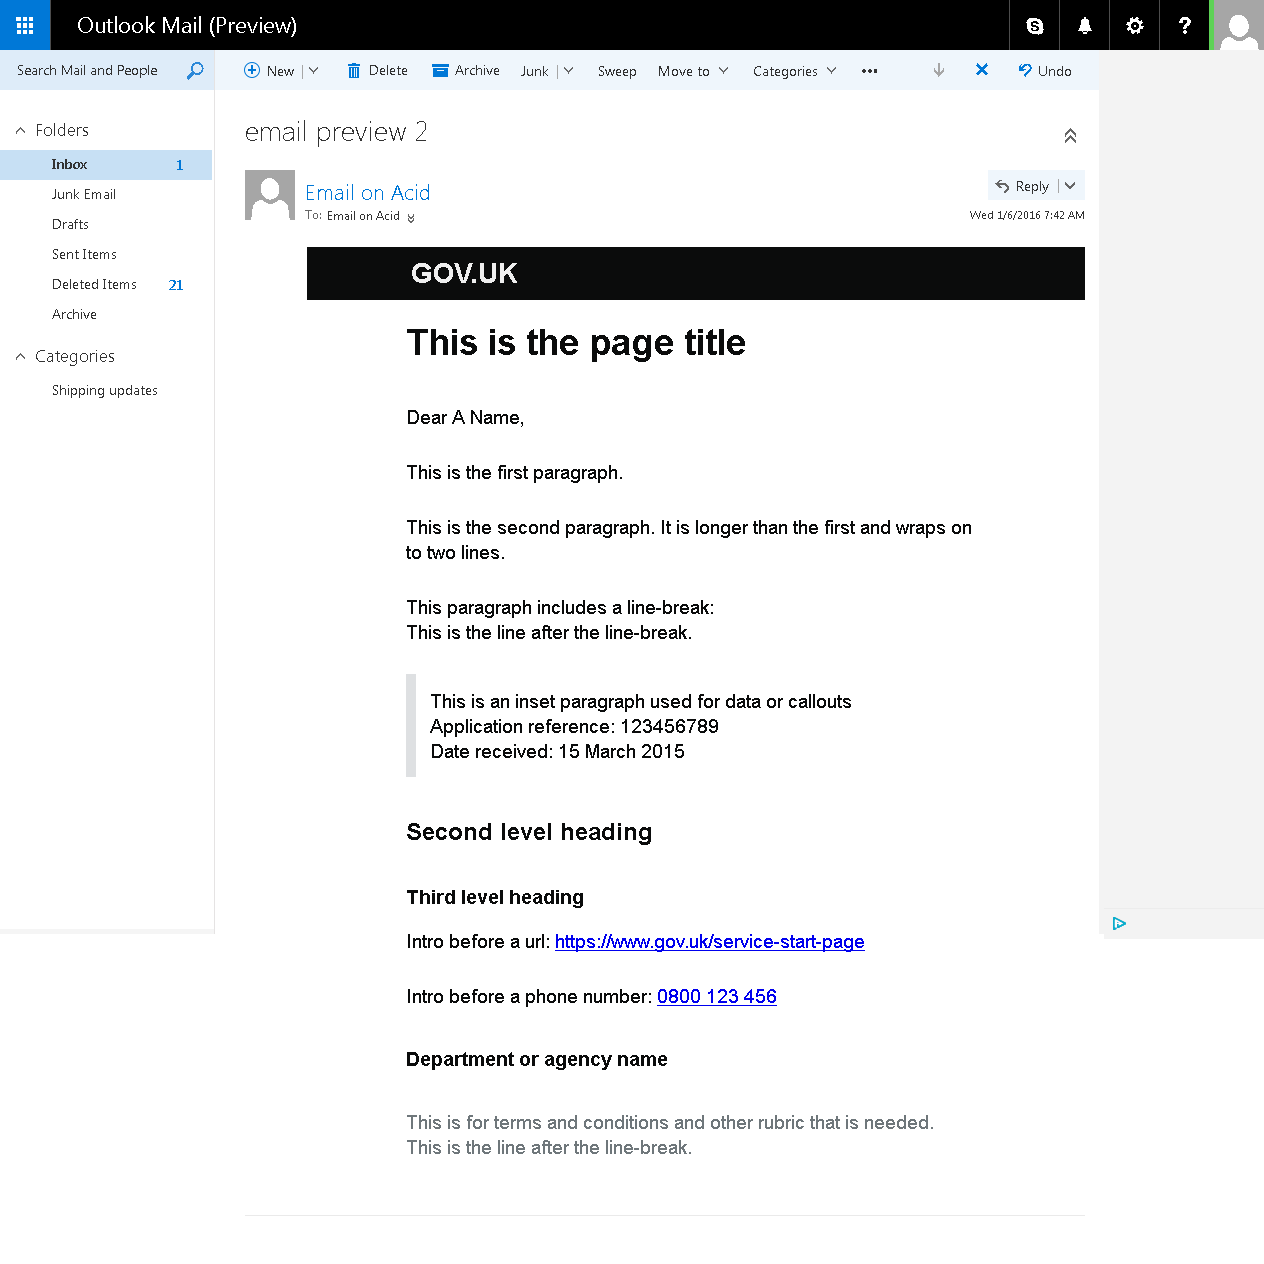 Outlook Mail (Preview)
Search Mail and People
New
Delete
Archive
Junk
Sweep
Move to
Categories
Undo
Folders
Inbox 1
Junk Email
Drafts
Sent Items
Deleted Items 21
Archive
Categories
Shipping updates
email preview 2
Email on Acid
To: Email on Acid
Reply
Wed 1/6/2016 7:42 AM
GOV.UK
This is the page title
Dear A Name,
This is the first paragraph.
This is the second paragraph. It is longer than the first and wraps on
to two lines.
This paragraph includes a line-break:
This is the line after the line-break.
This is an inset paragraph used for data or callouts
Application reference: 123456789
Date received: 15 March 2015
Second level heading
Third level heading
Intro before a url: https://www.gov.uk/service-start-page
Intro before a phone number: 0800 123 456
Department or agency name
This is for terms and conditions and other rubric that is needed.
This is the line after the line-break.